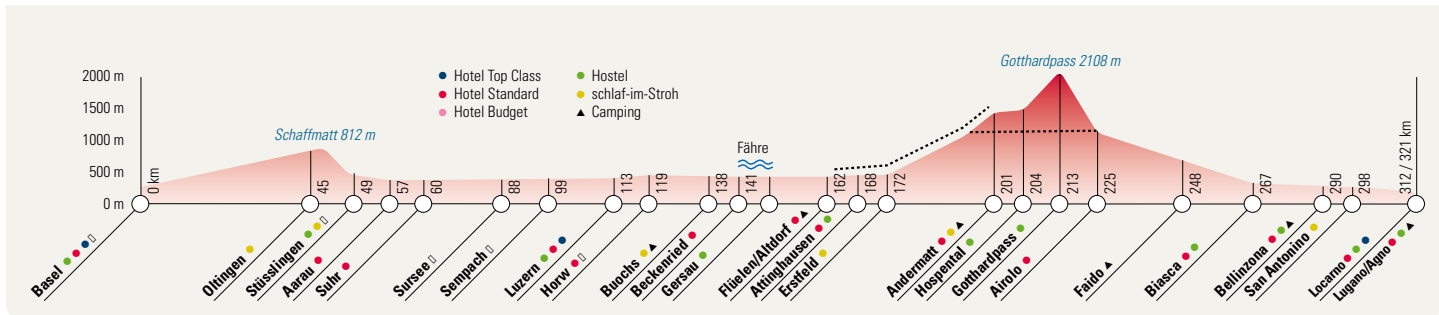 Gotthardpass 2108 m
2000 m
1500 m
1000 m
500 m
0 m
Hotel Top Class
Hotel Standard
Hotel Budget
Hostel
schlaf-im-Stroh
Camping
Schaffmatt 812 m
Fähre
0 km
45
49
57
60
88
99
113
119
138
141
162
168
172
201
204
213
225
248
267
290
298
312 / 321 km
Basel
Oltingen
Stüsslingen
Aarau
Suhr
Sursee
Sempach
Luzern
Horw
Buochs
Beckenried
Gersau
Flüelen/Altdorf
Attinghausen
Erstfeld
Andermatt
Hospental
Gotthardpass
Airolo
Faido
Biasca
Bellinzona
San Antonino
Locarno
Lugano/Agno